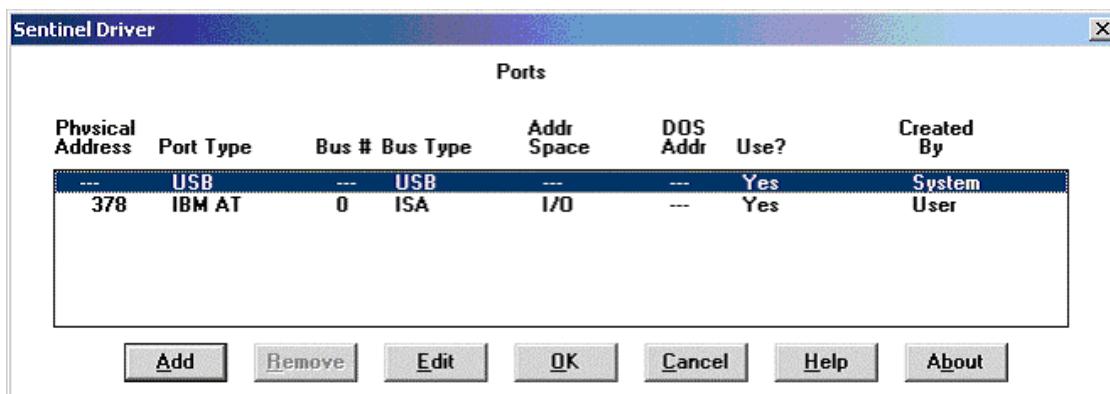 Sentinel Driver
Ports
Physical Address Port Type Bus # Bus Type Addr Space DOS Addr Use? Created By
--- USB --- USB --- --- Yes System
378 IBM AT 0 ISA I/O --- Yes User
Add Remove Edit OK Cancel Help About